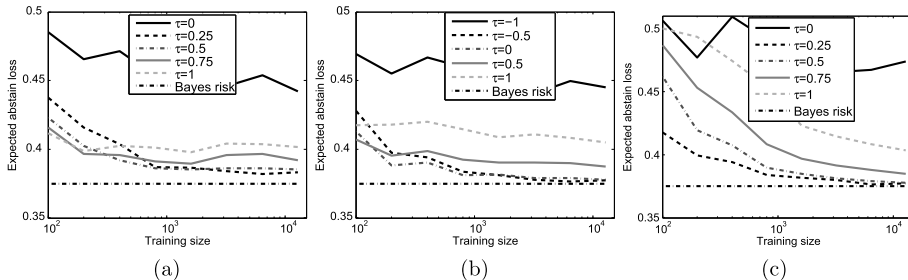 Expected abstain loss
0.5
0.45
0.4
0.35
τ=0
τ=0.25
τ=0.5
τ=0.75
τ=1
Bayes risk
10²
10³
10⁴
Training size
(a)
Expected abstain loss
0.5
0.45
0.4
0.35
τ=−1
τ=−0.5
τ=0
τ=0.5
τ=1
Bayes risk
10²
10³
10⁴
Training size
(b)
Expected abstain loss
0.5
0.45
0.4
0.35
τ=0
τ=0.25
τ=0.5
τ=0.75
τ=1
Bayes risk
10²
10³
10⁴
Training size
(c)